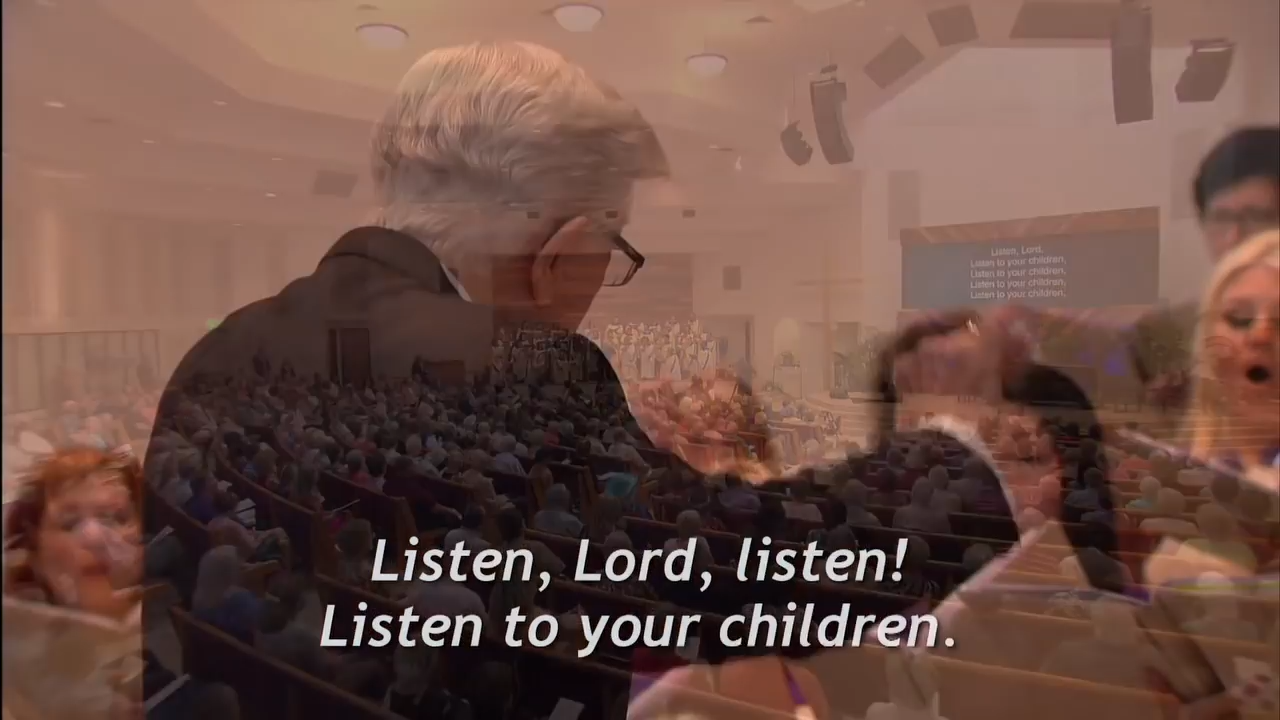 Listen, Lord,
Listen to your children,
Listen to your children,
Listen to your children,
Listen to your children,
Listen, Lord, listen!
Listen to your children.